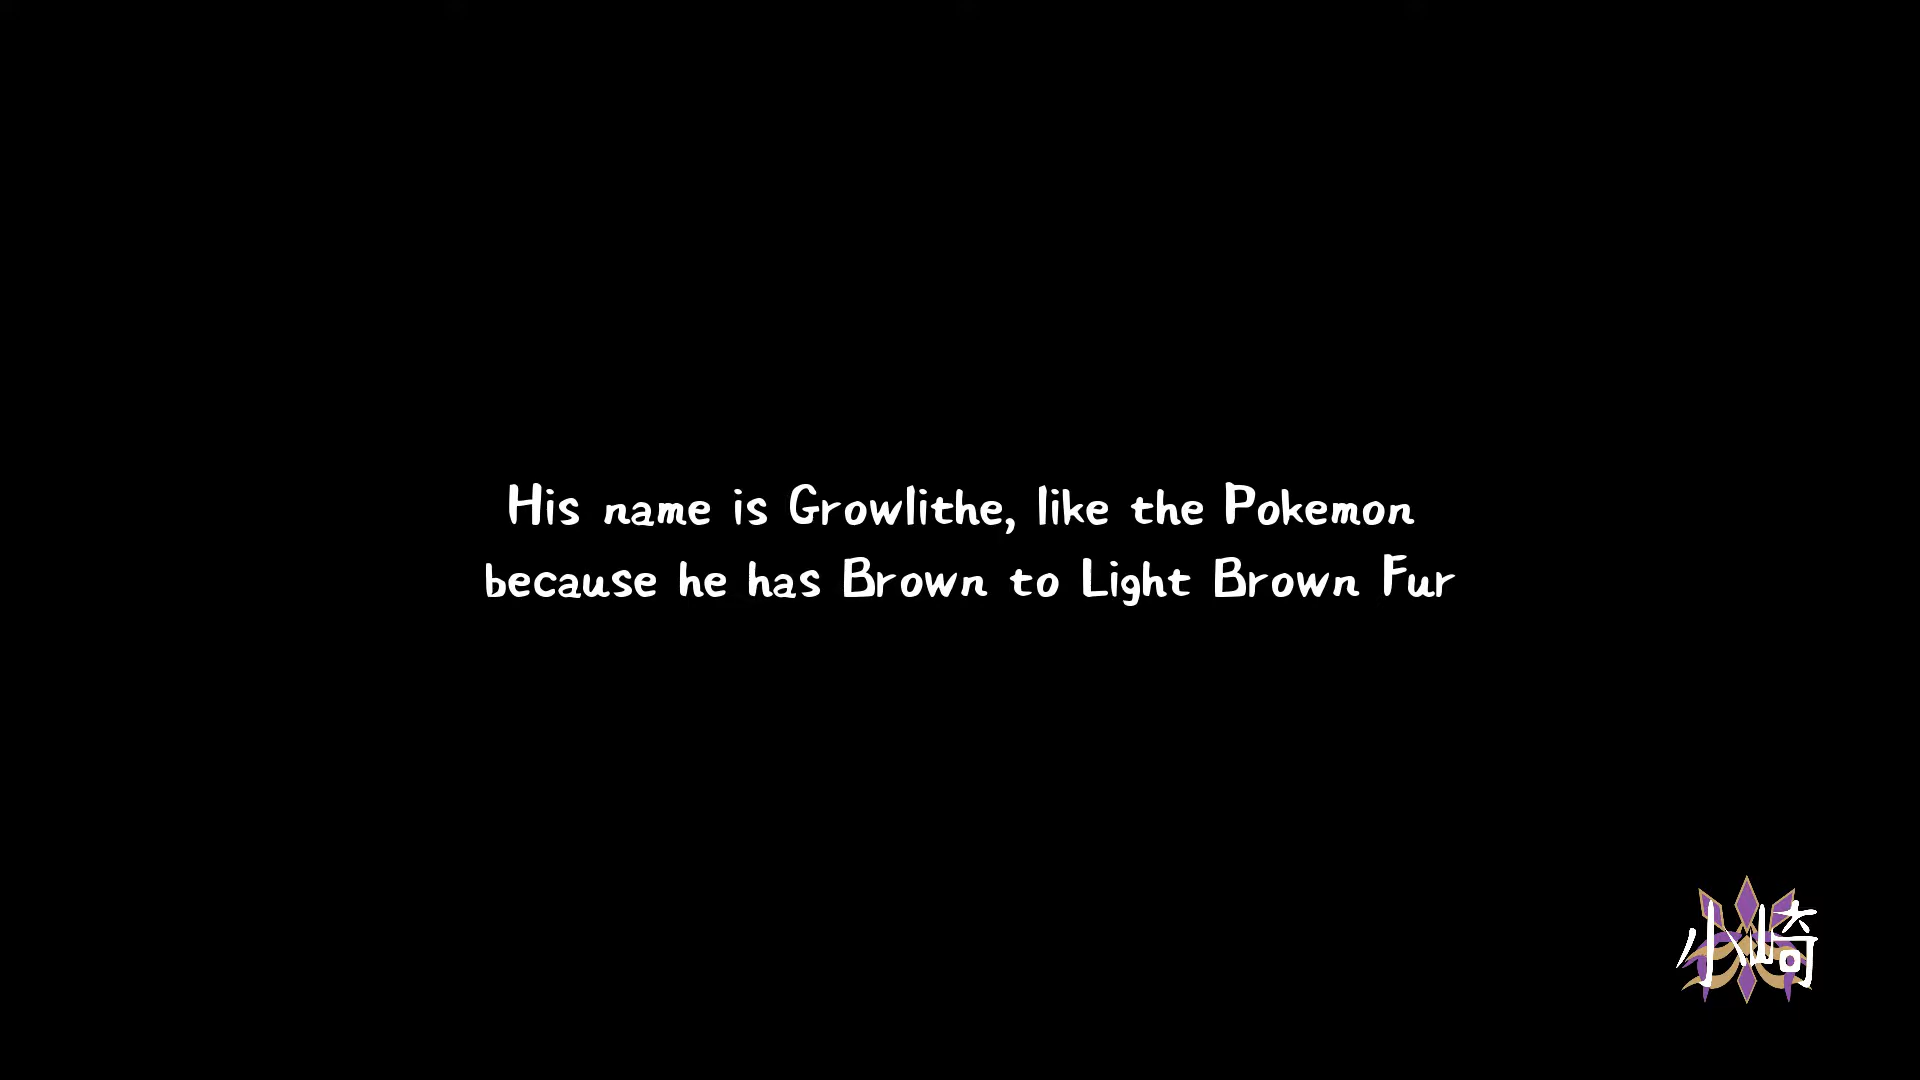 His name is Growlithe, like the Pokemon
because he has Brown to Light Brown Fur
小崎